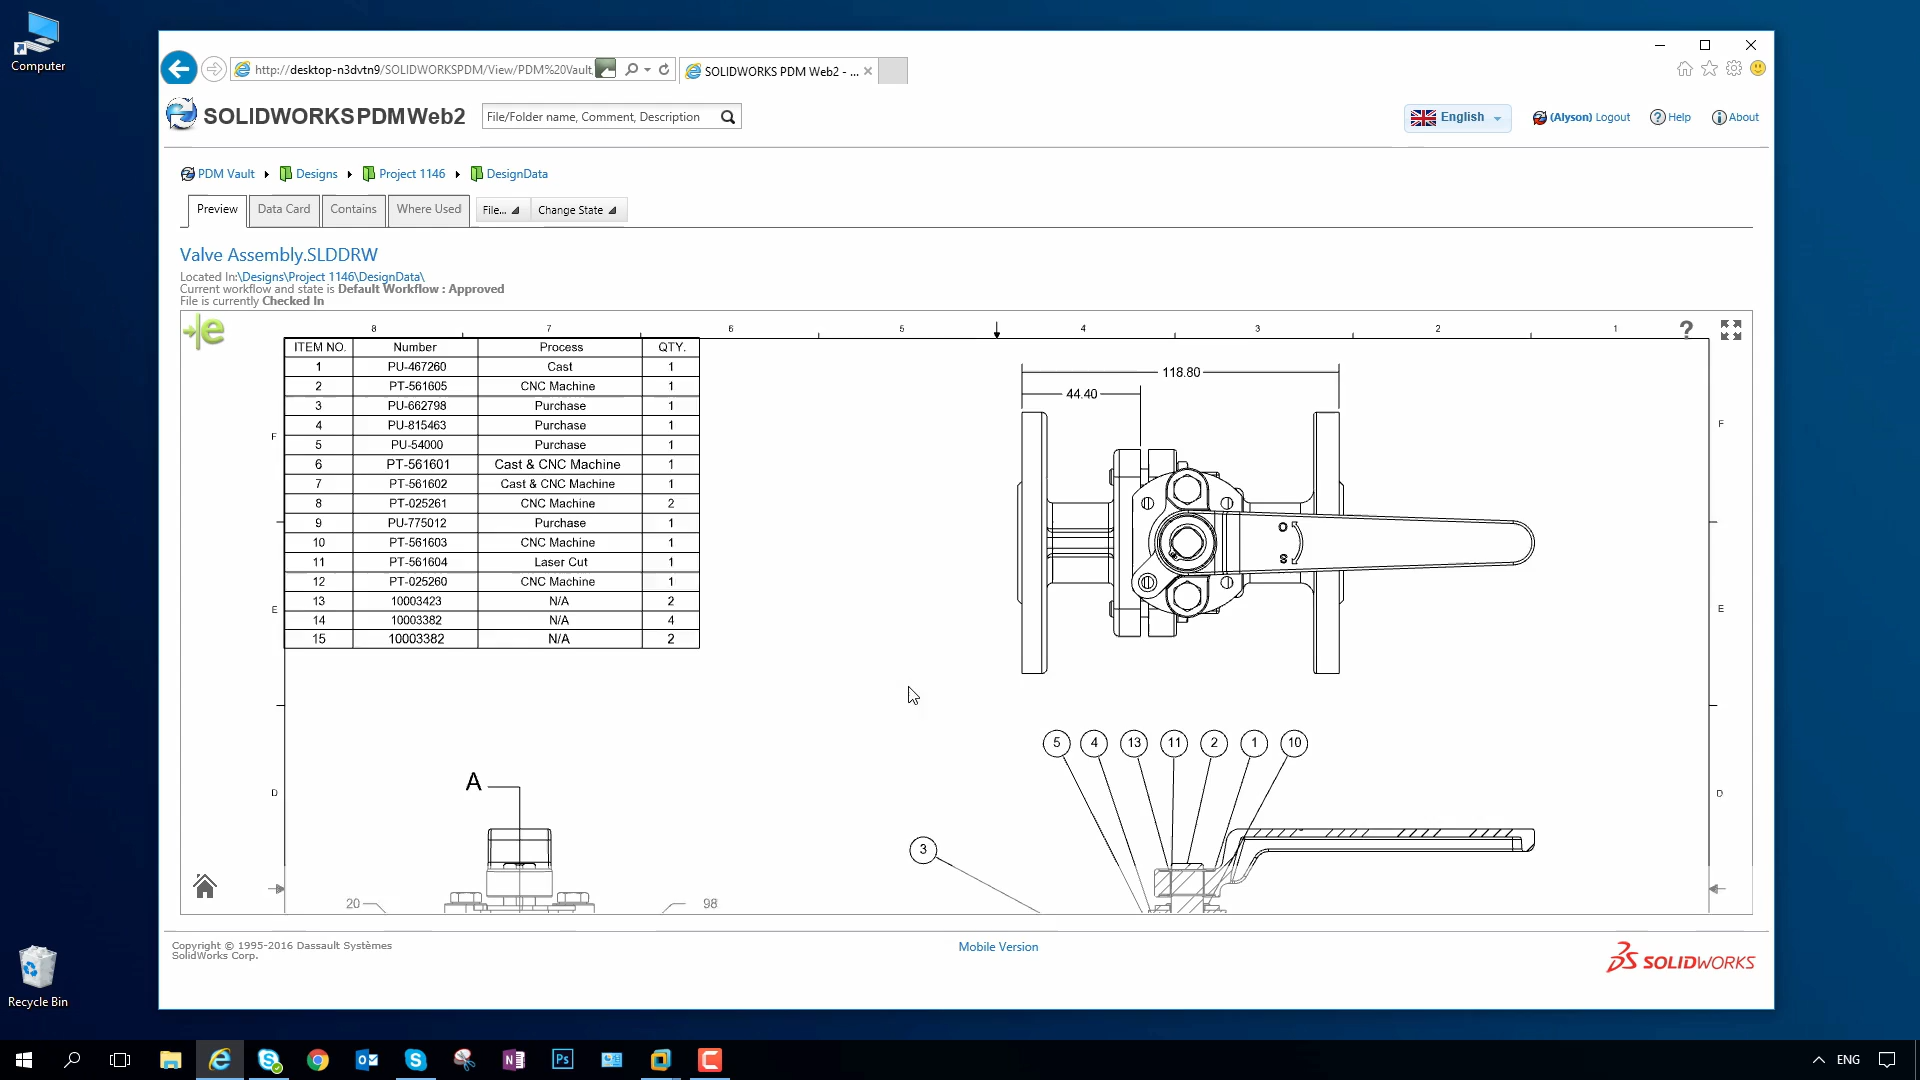 Computer
http://desktop-n3dvtn9/SOLIDWORKSPDM/View/PDM%20Vault,
SOLIDWORKS PDM Web2 - ...
SOLIDWORKS PDM Web2
File/Folder name, Comment, Description
English
(Alyson) Logout
Help
About
PDM Vault
Designs
Project 1146
DesignData
Preview
Data Card
Contains
Where Used
File...
Change State
Valve Assembly.SLDDRW
Located In:\Designs\Project 1146\DesignData\
Current workflow and state is Default Workflow : Approved
File is currently Checked In
8 7 6 5 4 3 2 1
ITEM NO. Number Process QTY.
1 PU-467260 Cast 1
2 PT-561605 CNC Machine 1
3 PU-662798 Purchase 1
4 PU-815463 Purchase 1
5 PU-54000 Purchase 1
6 PT-561601 Cast & CNC Machine 1
7 PT-561602 Cast & CNC Machine 1
8 PT-025261 CNC Machine 2
9 PU-775012 Purchase 1
10 PT-561603 CNC Machine 1
11 PT-561604 Laser Cut 1
12 PT-025260 CNC Machine 1
13 10003423 N/A 2
14 10003382 N/A 4
15 10003382 N/A 2
118.80
44.40
O
S
F
F
E
E
D
D
5 4 13 11 2 1 10
3
A
20
98
Copyright © 1995-2016 Dassault Systèmes
SolidWorks Corp.
Mobile Version
SOLIDWORKS
Recycle Bin
ENG